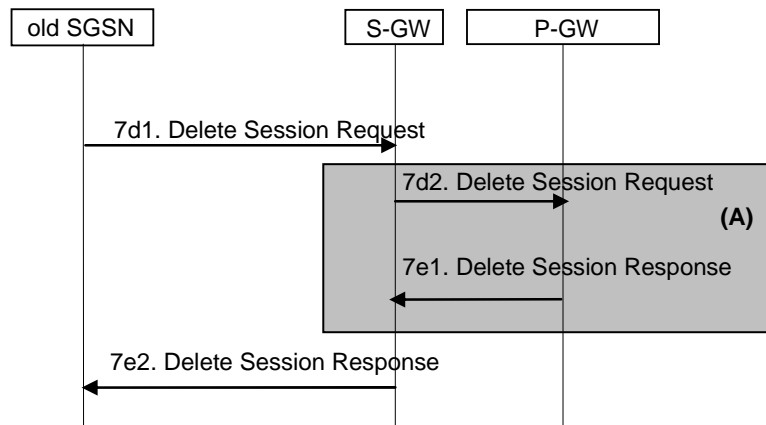 old SGSN
S-GW
P-GW
7d1. Delete Session Request
7d2. Delete Session Request
(A)
7e1. Delete Session Response
7e2. Delete Session Response